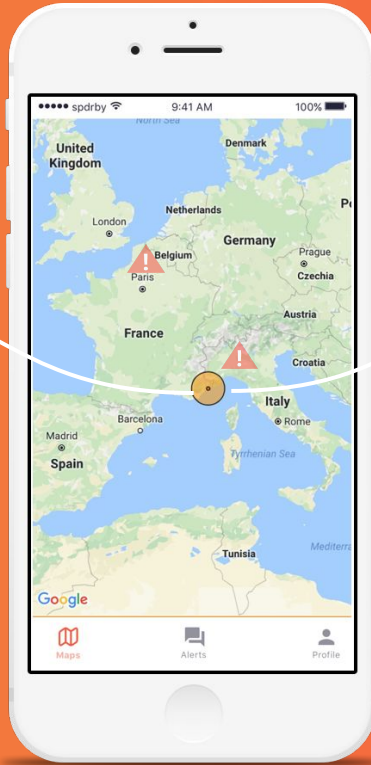 ●●●●● spdrby 9:41 AM 100%
North Sea
United
Kingdom
Denmark
London
Netherlands
Germany
Belgium
Prague
Paris
Czechia
Austria
France
Croatia
Italy
Barcelona
Rome
Madrid
Spain
Tyrrhenian Sea
Tunisia
Mediterr
Google
Maps Alerts Profile